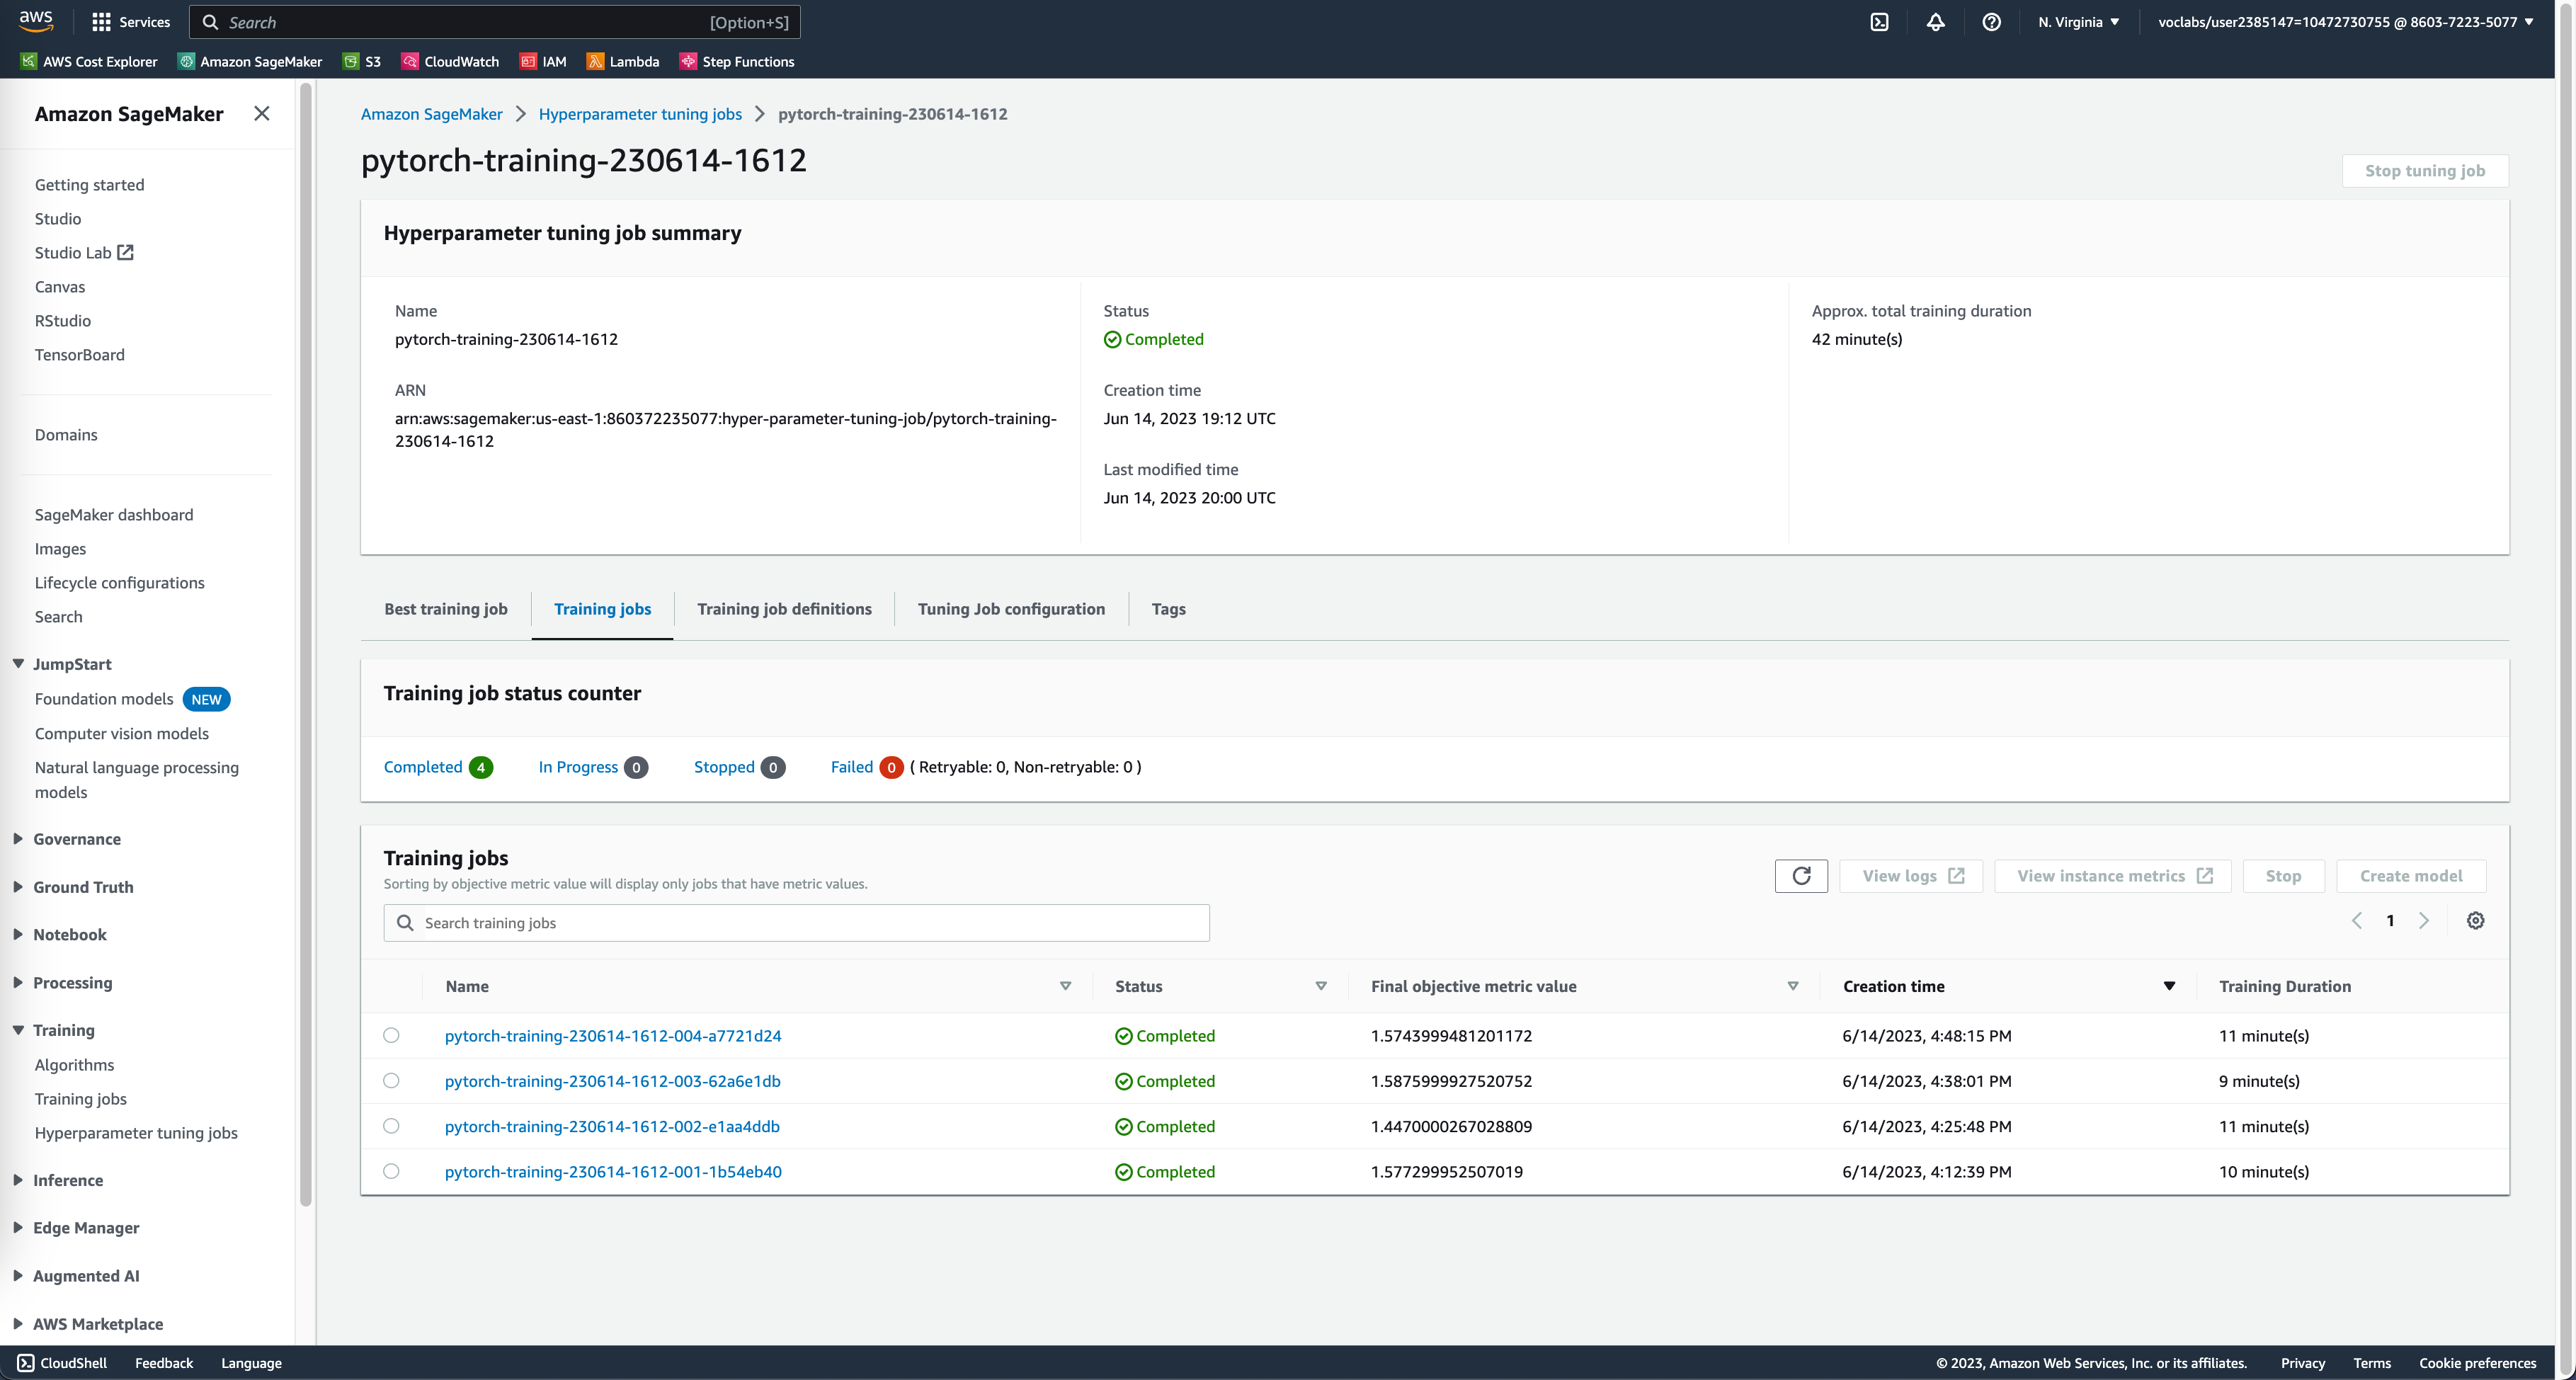 aws
Services
Search
[Option+S]
N. Virginia
voclabs/user2385147=10472730755 @ 8603-7223-5077
AWS Cost Explorer
Amazon SageMaker
S3
CloudWatch
IAM
Lambda
Step Functions
Amazon SageMaker
Getting started
Studio
Studio Lab
Canvas
RStudio
TensorBoard
Domains
SageMaker dashboard
Images
Lifecycle configurations
Search
JumpStart
Foundation models NEW
Computer vision models
Natural language processing
models
Governance
Ground Truth
Notebook
Processing
Training
Algorithms
Training jobs
Hyperparameter tuning jobs
Inference
Edge Manager
Augmented AI
AWS Marketplace
Amazon SageMaker
Hyperparameter tuning jobs
pytorch-training-230614-1612
pytorch-training-230614-1612
Stop tuning job
Hyperparameter tuning job summary
Name
pytorch-training-230614-1612
ARN
arn:aws:sagemaker:us-east-1:860372235077:hyper-parameter-tuning-job/pytorch-training-
230614-1612
Status
Completed
Creation time
Jun 14, 2023 19:12 UTC
Last modified time
Jun 14, 2023 20:00 UTC
Approx. total training duration
42 minute(s)
Best training job
Training jobs
Training job definitions
Tuning Job configuration
Tags
Training job status counter
Completed 4
In Progress 0
Stopped 0
Failed 0 ( Retryable: 0, Non-retryable: 0 )
Training jobs
Sorting by objective metric value will display only jobs that have metric values.
View logs
View instance metrics
Stop
Create model
Search training jobs
1
Name Status Final objective metric value Creation time Training Duration
pytorch-training-230614-1612-004-a7721d24 Completed 1.5743999481201172 6/14/2023, 4:48:15 PM 11 minute(s)
pytorch-training-230614-1612-003-62a6e1db Completed 1.5875999927520752 6/14/2023, 4:38:01 PM 9 minute(s)
pytorch-training-230614-1612-002-e1aa4ddb Completed 1.4470000267028809 6/14/2023, 4:25:48 PM 11 minute(s)
pytorch-training-230614-1612-001-1b54eb40 Completed 1.577299952507019 6/14/2023, 4:12:39 PM 10 minute(s)
CloudShell
Feedback
Language
© 2023, Amazon Web Services, Inc. or its affiliates.
Privacy
Terms
Cookie preferences